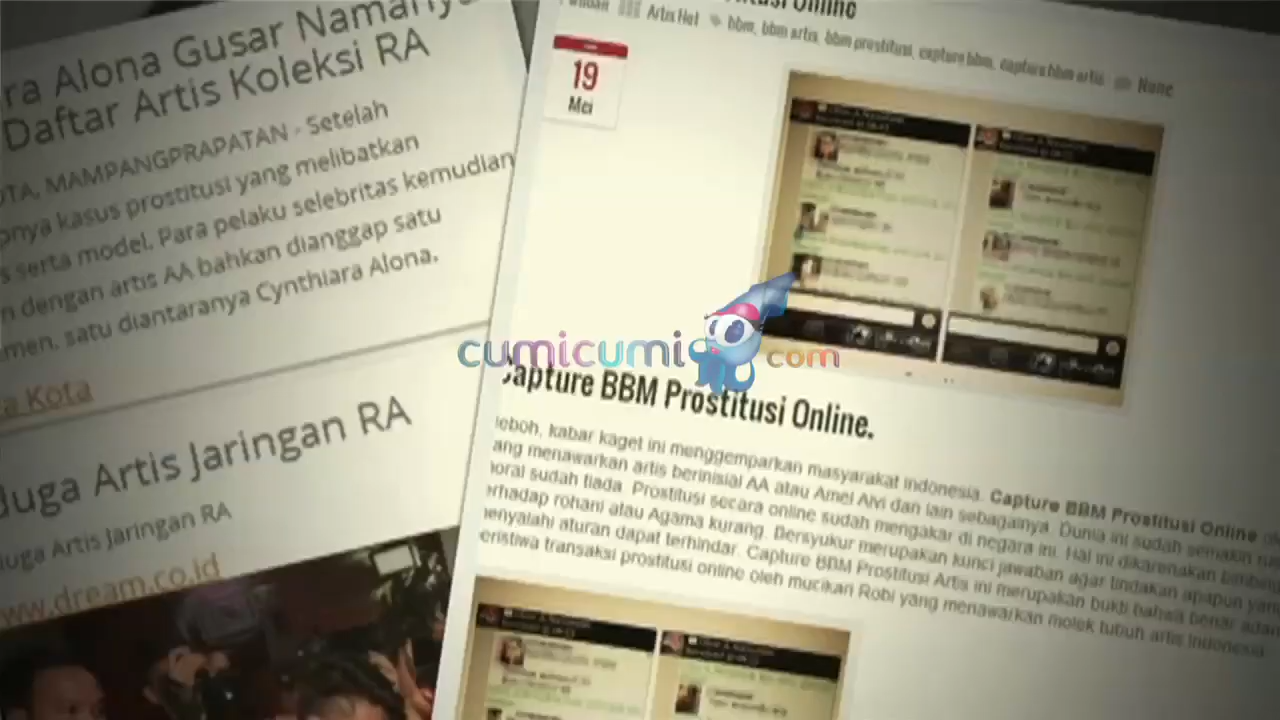 ra Alona Gusar Namanya
Daftar Artis Koleksi RA
OTA, MAMPANGPRAPATAN - Setelah
nya kasus prostitusi yang melibatkan
s serta model. Para pelaku selebritas kemudian
n dengan artis AA bahkan dianggap satu
men, satu diantaranya Cynthiara Alona.
a Kota
duga Artis Jaringan RA
duga Artis Jaringan RA
www.dream.co.id
stitusi Online
Artis Hot bbm, bbm artis, bbm prostitusi, capture bbm, capture bbm artis None
19
Mei
cumicumi.com
Capture BBM Prostitusi Online.
eboh, kabar kaget ini menggemparkan masyarakat Indonesia. Capture BBM Prostitusi Online
ang menawarkan artis berinisial AA atau Amel Alvi dan lain sebagainya. Dunia ini sudah semakin
moral sudah tiada. Prostitusi secara online sudah mengakar di negara ini. Hal ini dikarenakan
erhadap rohani atau Agama kurang. Bersyukur merupakan kunci jawaban agar tindakan apapun yang
menyalahi aturan dapat terhindar. Capture BBM Prostitusi Artis ini merupakan bukti bahwa benar
peristiwa transaksi prostitusi online oleh mucikari Robi yang menawarkan molek tubuh artis Indonesia.